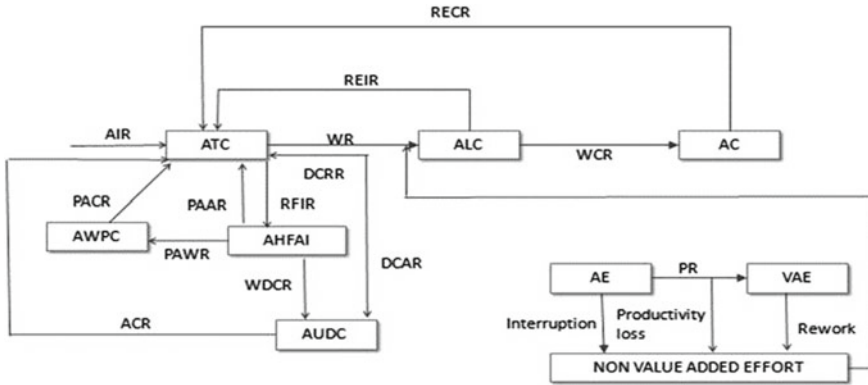 RECR
REIR
AIR
ATC
WR
ALC
WCR
AC
DCRR
PACR
PAAR
RFIR
AWPC
PAWR
AHFAI
WDCR
DCAR
ACR
AUDC
AE
PR
VAE
Interruption
Productivity
loss
Rework
NON VALUE ADDED EFFORT